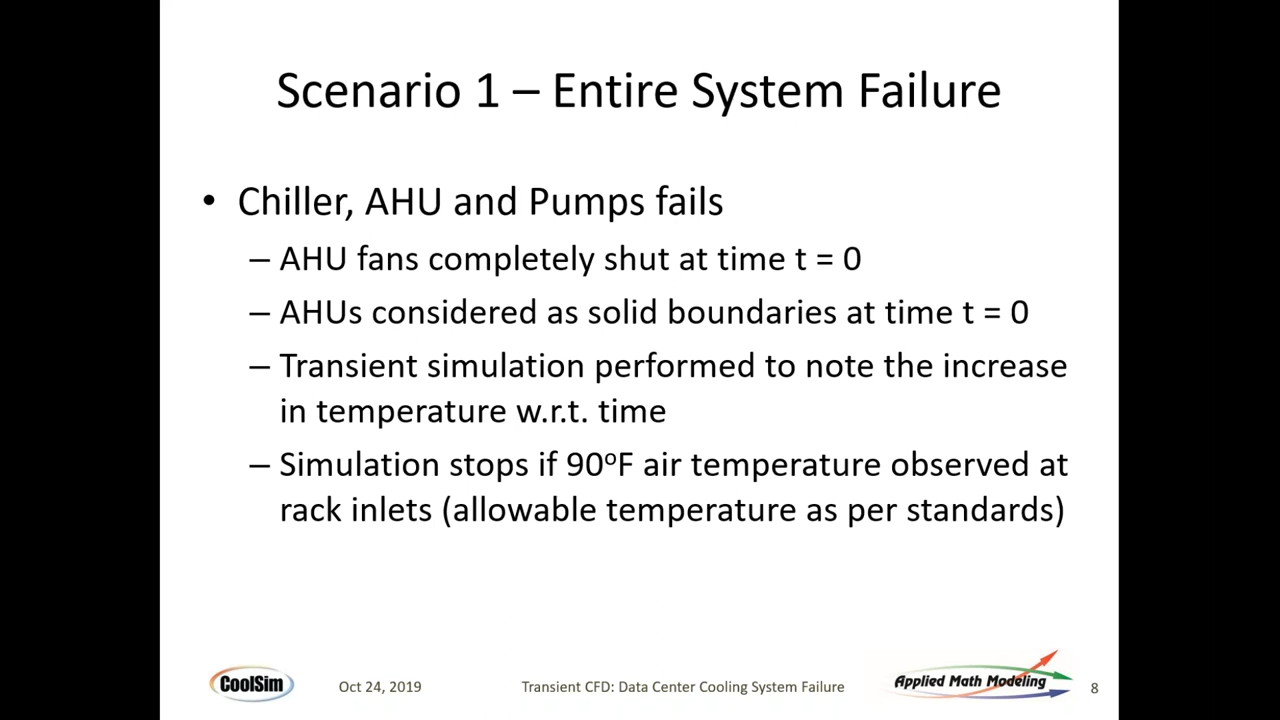 Scenario 1 – Entire System Failure
• Chiller, AHU and Pumps fails
– AHU fans completely shut at time t = 0
– AHUs considered as solid boundaries at time t = 0
– Transient simulation performed to note the increase
in temperature w.r.t. time
– Simulation stops if 90ºF air temperature observed at
rack inlets (allowable temperature as per standards)
CoolSim
Oct 24, 2019
Transient CFD: Data Center Cooling System Failure
Applied Math Modeling
8